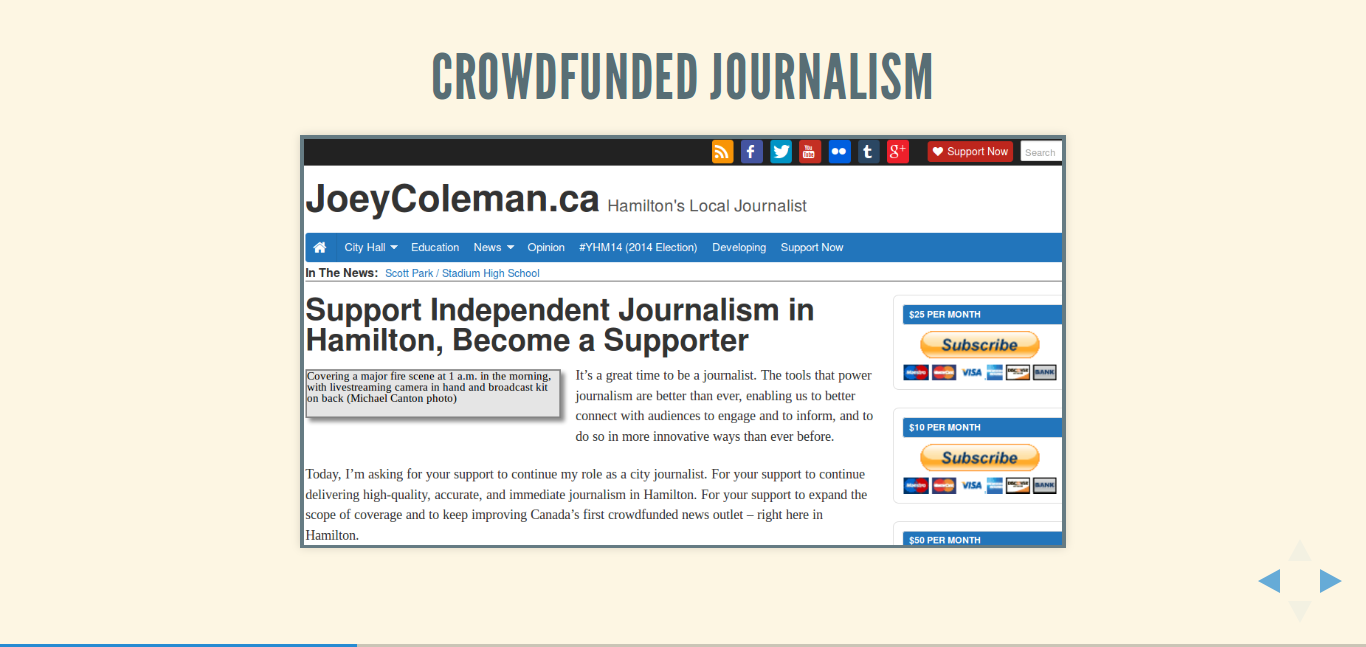 CROWDFUNDED JOURNALISM
f You Tube t g+ Support Now Search
JoeyColeman.ca Hamilton's Local Journalist
City Hall Education News Opinion #YHM14 (2014 Election) Developing Support Now
In The News: Scott Park / Stadium High School
Support Independent Journalism in
Hamilton, Become a Supporter
Covering a major fire scene at 1 a.m. in the morning,
with livestreaming camera in hand and broadcast kit
on back (Michael Canton photo)
It’s a great time to be a journalist. The tools that power
journalism are better than ever, enabling us to better
connect with audiences to engage and to inform, and to
do so in more innovative ways than ever before.
Today, I’m asking for your support to continue my role as a city journalist. For your support to continue
delivering high-quality, accurate, and immediate journalism in Hamilton. For your support to expand the
scope of coverage and to keep improving Canada’s first crowdfunded news outlet – right here in
Hamilton.
$25 PER MONTH
Subscribe
VISA BANK
$10 PER MONTH
Subscribe
VISA BANK
$50 PER MONTH